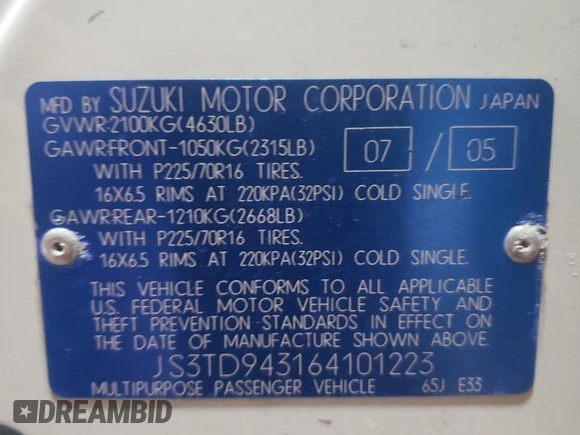 MFD BY SUZUKI MOTOR CORPORATION JAPAN
GVWR:2100KG(4630LB)
GAWR:FRONT-1050KG(2315LB) 07 / 05
WITH P225/70R16 TIRES.
16X6.5 RIMS AT 220KPA(32PSI) COLD SINGLE.
GAWR:REAR-1210KG(2668LB)
WITH P225/70R16 TIRES.
16X6.5 RIMS AT 220KPA(32PSI) COLD SINGLE.
THIS VEHICLE CONFORMS TO ALL APPLICABLE
U.S. FEDERAL MOTOR VEHICLE SAFETY AND
THEFT PREVENTION STANDARDS IN EFFECT ON
THE DATE OF MANUFACTURE SHOWN ABOVE.
JS3TD943164101223
MULTIPURPOSE PASSENGER VEHICLE 65J E33
DREAMBID